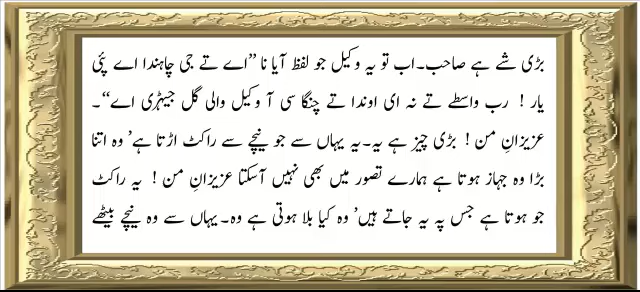 بڑی شے ہے صاحب۔اب تو یہ وکیل جو لفظ آیا نا ”اے تے جی چاہندا اے پئی
یار ! رب واسطے تے نہ ای اوندا تے چنگا سی آ وکیل والی گل جیہڑی اے“۔
عزیزانِ من ! بڑی چیز ہے یہ۔یہ یہاں سے جو نیچے سے راکٹ اڑتا ہے’ وہ اتنا
بڑا وہ جہاز ہوتا ہے ہمارے تصور میں بھی نہیں آسکتا عزیزانِ من ! یہ راکٹ
جو ہوتا ہے جس پہ یہ جاتے ہیں’ وہ کیا بلا ہوتی ہے وہ۔یہاں سے وہ نیچے بیٹھے